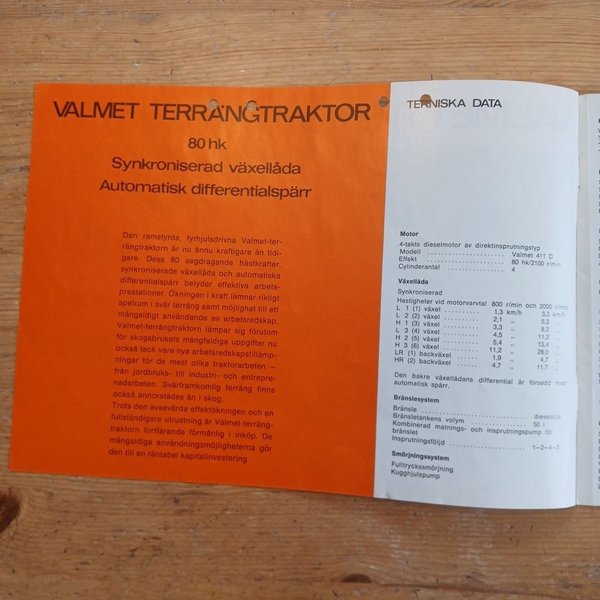 VALMET TERRÄNGTRAKTOR
80 hk
Synkroniserad växellåda
Automatisk differentialspärr
Den ramstyrda, fyrhjulsdrivna Valmet-ter-
rängtraktorn är nu ännu kraftigare än tidi-
gare. Dess 80 segdragande hästkrafter,
synkroniserade växellåda och automatiska
differentialspärr betyder effektiva arbets-
prestationer. Ökningen i kraft lämnar rikligt
spelrum i svår terräng samt möjlighet till ett
mångsidigt användande av arbetsredskap.
Valmet-terrängtraktorn lämpar sig förutom
för skogsbrukets mångfaldiga uppgifter nu
också tack vare nya arbetsredskapstillämp-
ningar för de mest olika traktorarbeten —
från jordbruks- till industri- och entrepre-
nadarbeten. Svårframkomlig terräng finns
också annorstädes än i skog.
Trots den avsevärda effektökningen och en
fullständigare utrustning är Valmet-terräng-
traktorn fortfarande förmånlig i inköp. De
mångsidiga användningsmöjligheterna gör
den till en räntabel kapitalinvestering.
TEKNISKA DATA
Motor
4-takts dieselmotor av direktinsprutningstyp
Modell Valmet 411 D
Effekt 80 hk/2100 r/min.
Cylinderantal 4
Växellåda
Synkroniserad
Hastigheter vid motorvarvtal 800 r/min och 2000 r/min
L 1 (1) växel 1,3 km/h 3,3 km/h
L 2 (2) växel 2,1 „ 5,3 „
H 1 (3) växel 3,3 „ 8,2 „
L 3 (4) växel 4,5 „ 11,2 „
H 2 (5) växel 5,4 „ 13,4 „
H 3 (6) växel 11,2 „ 28,0 „
LR (1) backväxel 1,9 „ 4,7 „
HR (2) backväxel 4,7 „ 11,7 „
Den bakre växellådans differential är försedd med
automatisk spärr.
Bränslesystem
Bränsle dieselolja
Bränsletankens volym 50 l
Kombinerad matnings- och insprutningspump för
bränslet
Insprutningsföljd 1—2—4—3
Smörjningssystem
Fulltryckssmörjning
Kugghjulspump